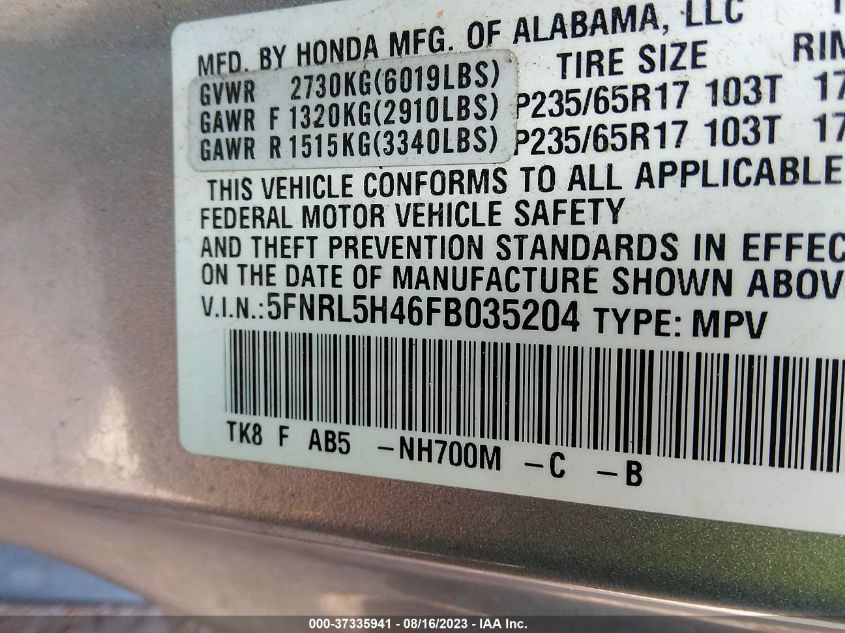 MFD. BY HONDA MFG. OF ALABAMA, LLC
GVWR 2730KG(6019LBS) TIRE SIZE RIM
GAWR F 1320KG(2910LBS) P235/65R17 103T 17
GAWR R 1515KG(3340LBS) P235/65R17 103T 17
THIS VEHICLE CONFORMS TO ALL APPLICABLE
FEDERAL MOTOR VEHICLE SAFETY
AND THEFT PREVENTION STANDARDS IN EFFEC
ON THE DATE OF MANUFACTURE SHOWN ABOV
V.I.N.: 5FNRL5H46FB035204 TYPE: MPV
TK8 F AB5 -NH700M -C -B
000-37335941 - 08/16/2023 - IAA Inc.